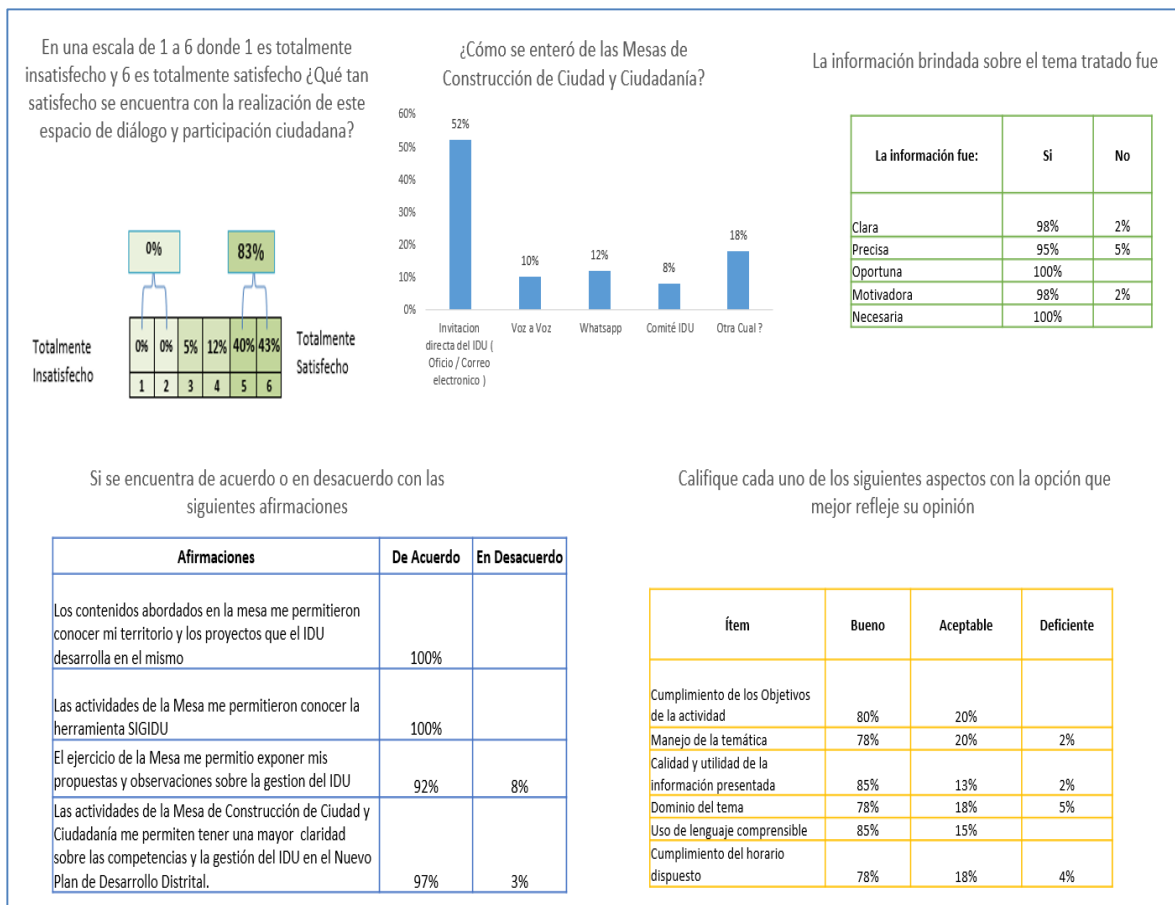 En una escala de 1 a 6 donde 1 es totalmente
insatisfecho y 6 es totalmente satisfecho ¿Qué tan
satisfecho se encuentra con la realización de este
espacio de diálogo y participación ciudadana?
0%
83%
Totalmente
Insatisfecho
0% 0% 5% 12% 40% 43%
1 2 3 4 5 6
Totalmente
Satisfecho
¿Cómo se enteró de las Mesas de
Construcción de Ciudad y Ciudadanía?
60%
50%
40%
30%
20%
10%
0%
52%
10%
12%
8%
18%
Invitacion
directa del IDU (
Oficio / Correo
electronico )
Voz a Voz
Whatsapp
Comité IDU
Otra Cual ?
La información brindada sobre el tema tratado fue
La información fue: Si No
Clara 98% 2%
Precisa 95% 5%
Oportuna 100%
Motivadora 98% 2%
Necesaria 100%
Si se encuentra de acuerdo o en desacuerdo con las
siguientes afirmaciones
Afirmaciones De Acuerdo En Desacuerdo
Los contenidos abordados en la mesa me permitieron
conocer mi territorio y los proyectos que el IDU
desarrolla en el mismo 100%
Las actividades de la Mesa me permitieron conocer la
herramienta SIGIDU 100%
El ejercicio de la Mesa me permitio exponer mis
propuestas y observaciones sobre la gestion del IDU 92% 8%
Las actividades de la Mesa de Construcción de Ciudad y
Ciudadanía me permiten tener una mayor claridad
sobre las competencias y la gestión del IDU en el Nuevo
Plan de Desarrollo Distrital. 97% 3%
Califique cada uno de los siguientes aspectos con la opción que
mejor refleje su opinión
Ítem Bueno Aceptable Deficiente
Cumplimiento de los Objetivos
de la actividad 80% 20%
Manejo de la temática 78% 20% 2%
Calidad y utilidad de la
información presentada 85% 13% 2%
Dominio del tema 78% 18% 5%
Uso de lenguaje comprensible 85% 15%
Cumplimiento del horario
dispuesto 78% 18% 4%